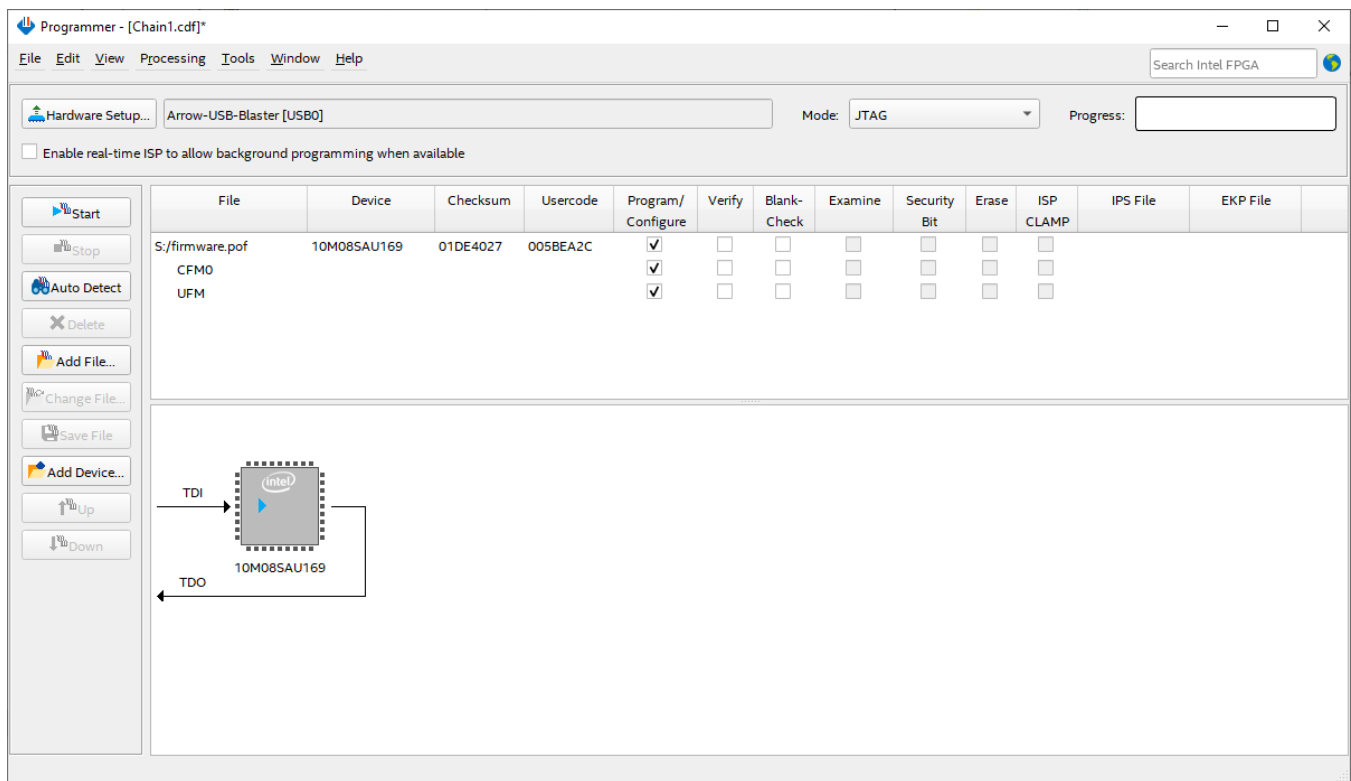 Programmer - [Chain1.cdf]*
File Edit View Processing Tools Window Help
Search Intel FPGA
Hardware Setup... Arrow-USB-Blaster [USB0] Mode: JTAG Progress:
Enable real-time ISP to allow background programming when available
Start
Stop
Auto Detect
Delete
Add File...
Change File...
Save File
Add Device...
Up
Down
File Device Checksum Usercode Program/ Verify Blank- Examine Security Erase ISP IPS File EKP File
Configure Check Bit CLAMP
S:/firmware.pof 10M08SAU169 01DE4027 005BEA2C
CFM0
UFM
intel
TDI
10M08SAU169
TDO